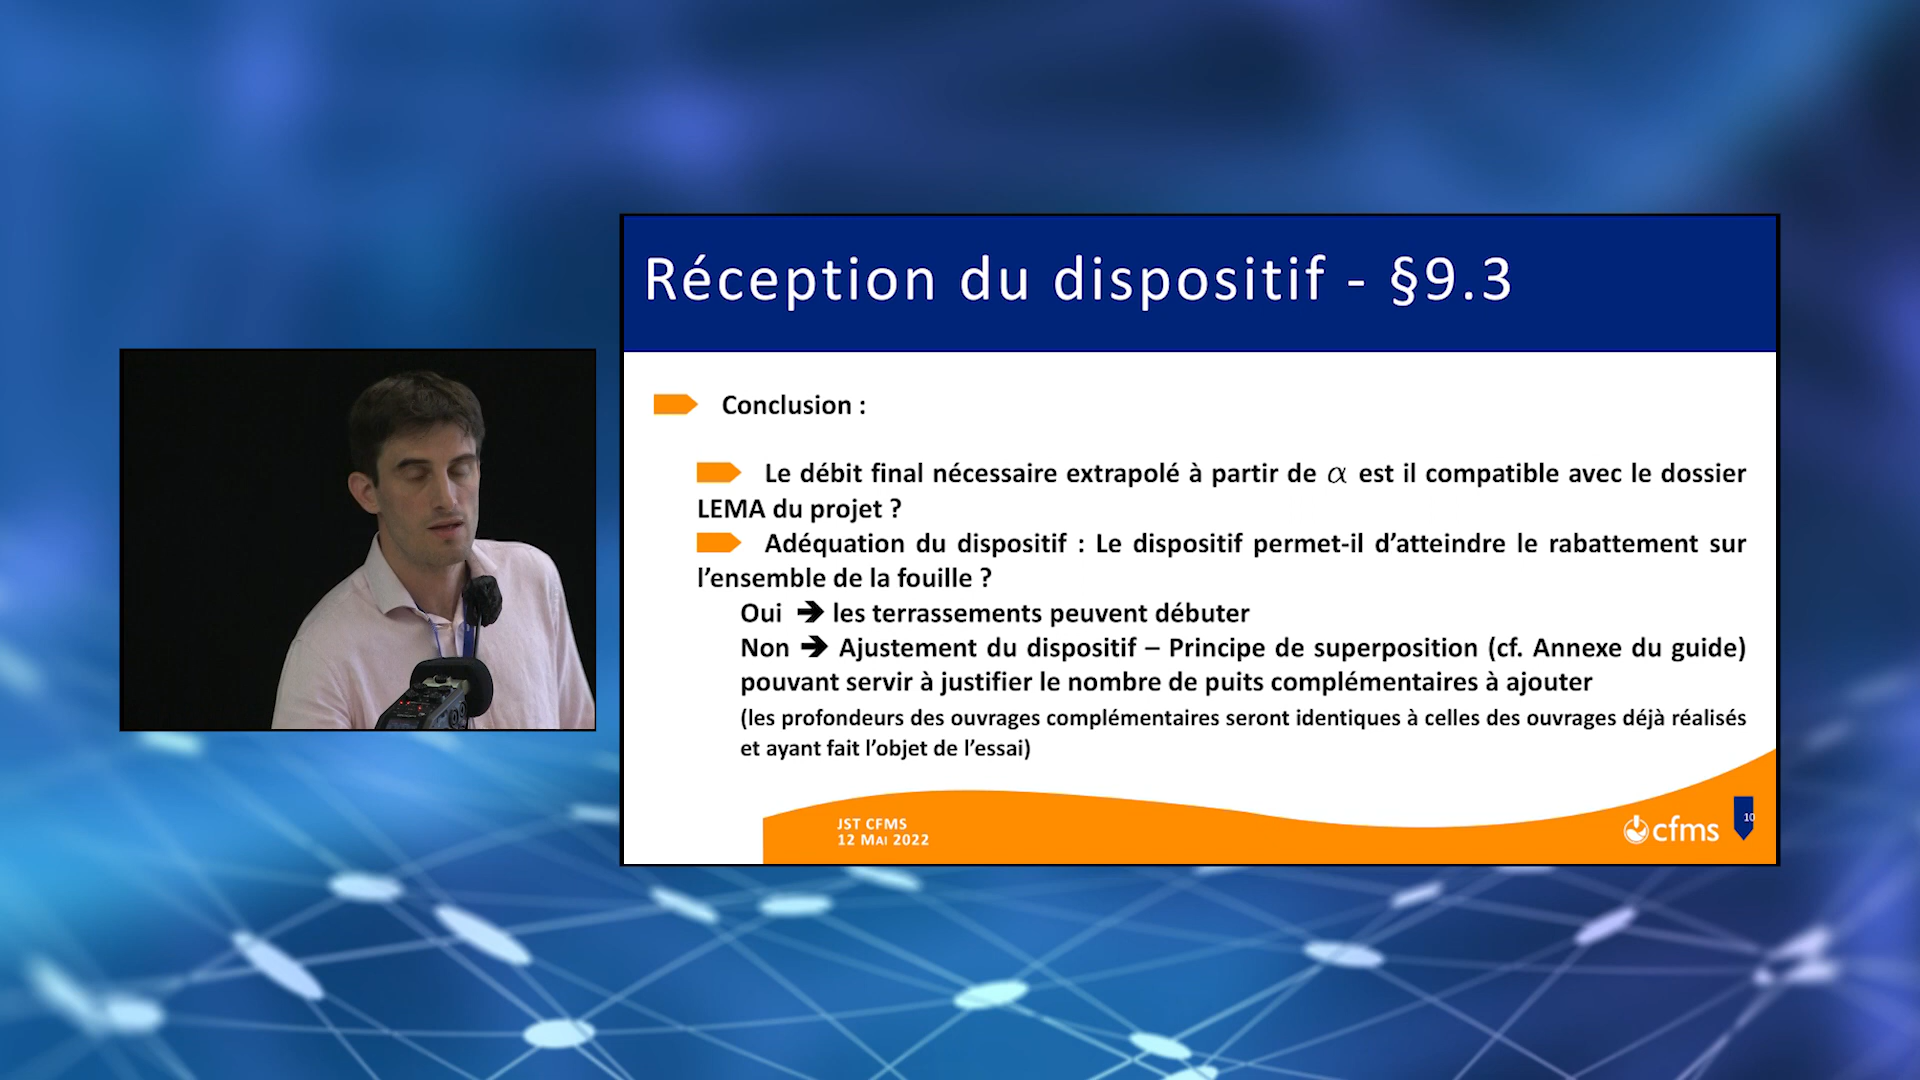 Réception du dispositif - §9.3
Conclusion :
Le débit final nécessaire extrapolé à partir de α est il compatible avec le dossier
LEMA du projet ?
Adéquation du dispositif : Le dispositif permet-il d’atteindre le rabattement sur
l’ensemble de la fouille ?
Oui ➔ les terrassements peuvent débuter
Non ➔ Ajustement du dispositif – Principe de superposition (cf. Annexe du guide)
pouvant servir à justifier le nombre de puits complémentaires à ajouter
(les profondeurs des ouvrages complémentaires seront identiques à celles des ouvrages déjà réalisés
et ayant fait l’objet de l’essai)
JST CFMS
12 MAI 2022
cfms
10